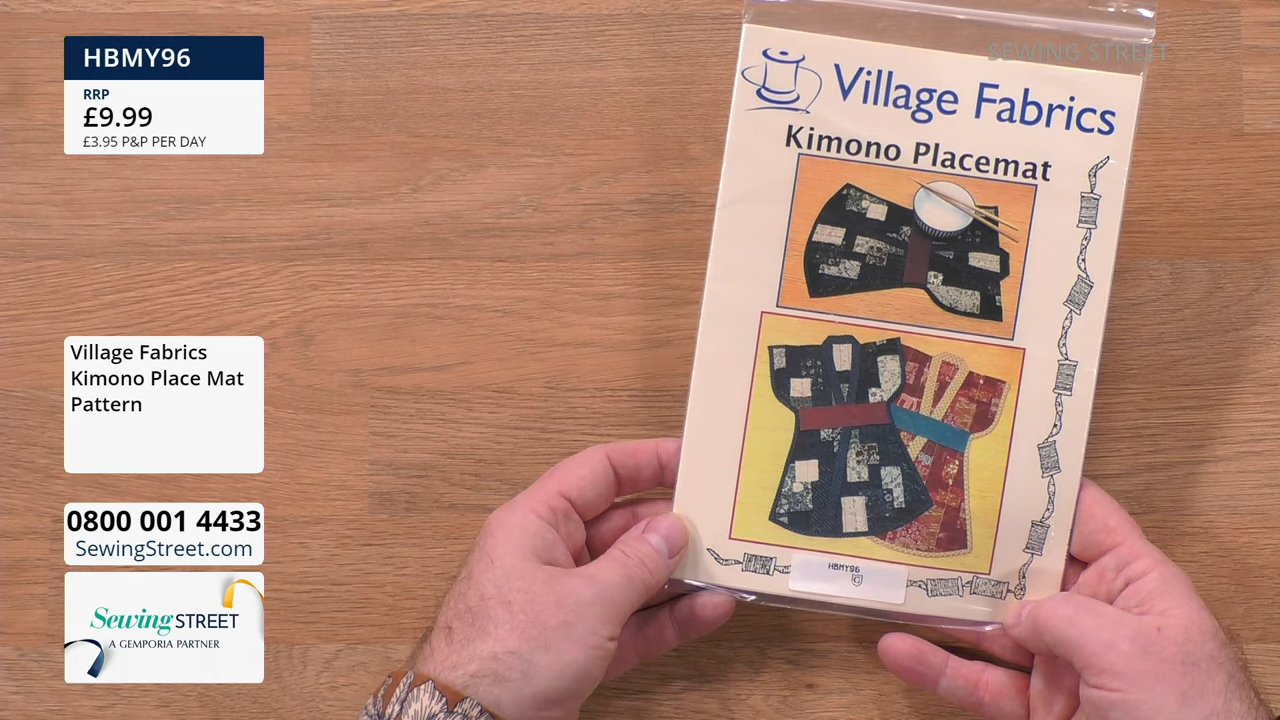 HBMY96
RRP
£9.99
£3.95 P&P PER DAY
Village Fabrics
Kimono Place Mat
Pattern
0800 001 4433
SewingStreet.com
Sewing STREET
A GEMPORIA PARTNER
SEWING STREET
Village Fabrics
Kimono Placemat
HBMY96